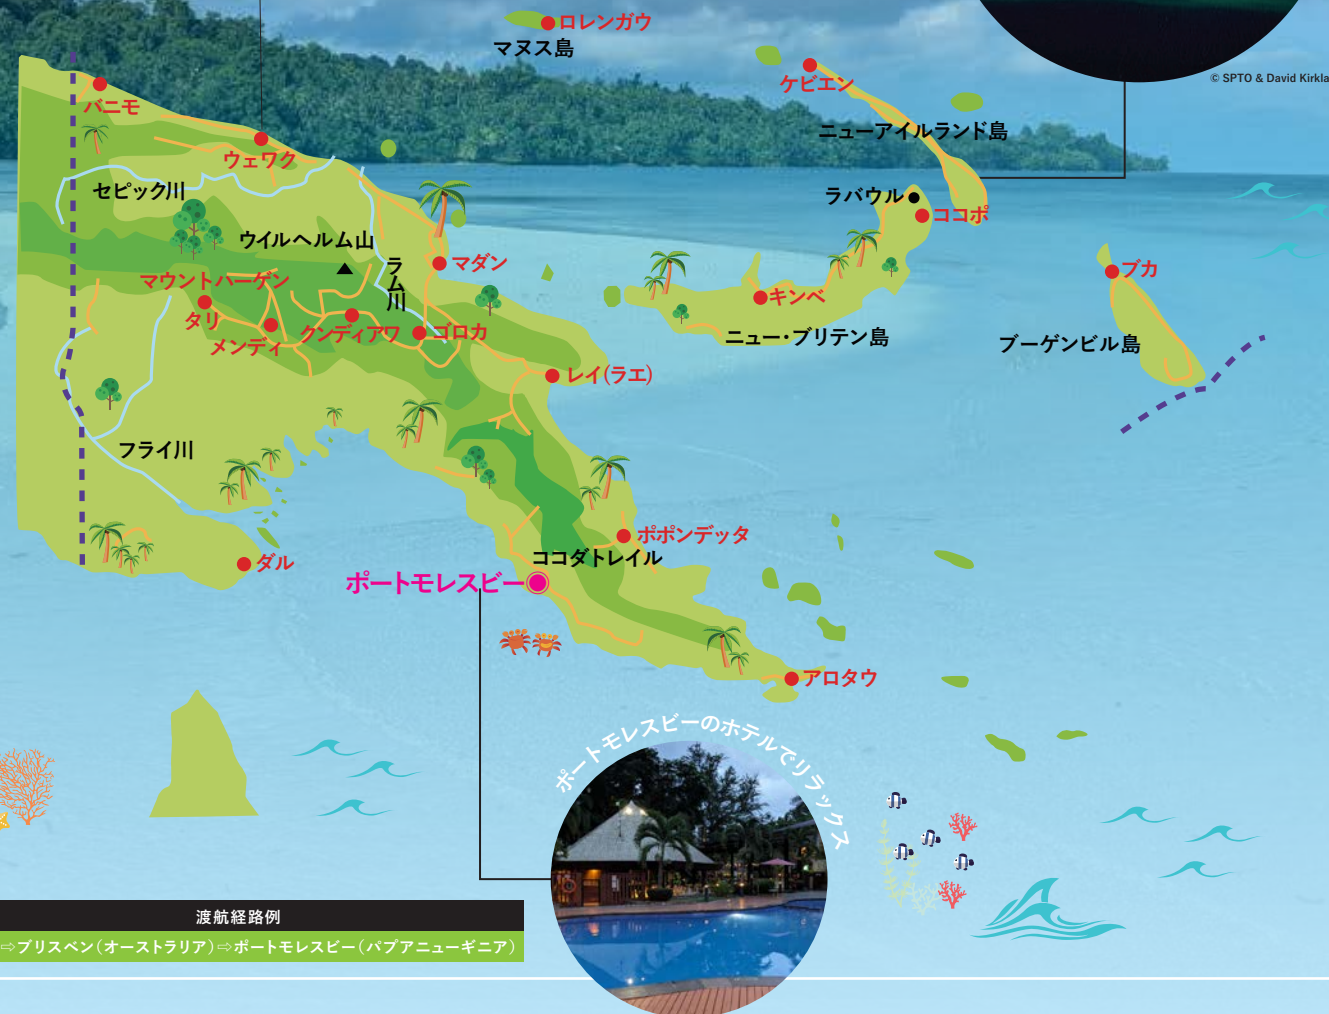 ロレンガウ
マヌス島
ケビエン
© SPTO & David Kirkla
バニモ
ニューアイルランド島
ウェワク
セピック川
ラバウル
ココポ
ウイルヘルム山
ラム川
マダン
ブカ
マウントハーゲン
キンベ
タリ
クンディアワ
ゴロカ
メンディ
ニュー・ブリテン島
ブーゲンビル島
レイ(ラエ)
フライ川
ポポンデッタ
ココダトレイル
ダル
ポートモレスビー
アロタウ
ポートモレスビーのホテルでリラックス
渡航経路例
⇨ブリスベン(オーストラリア)⇨ポートモレスビー(パプアニューギニア)